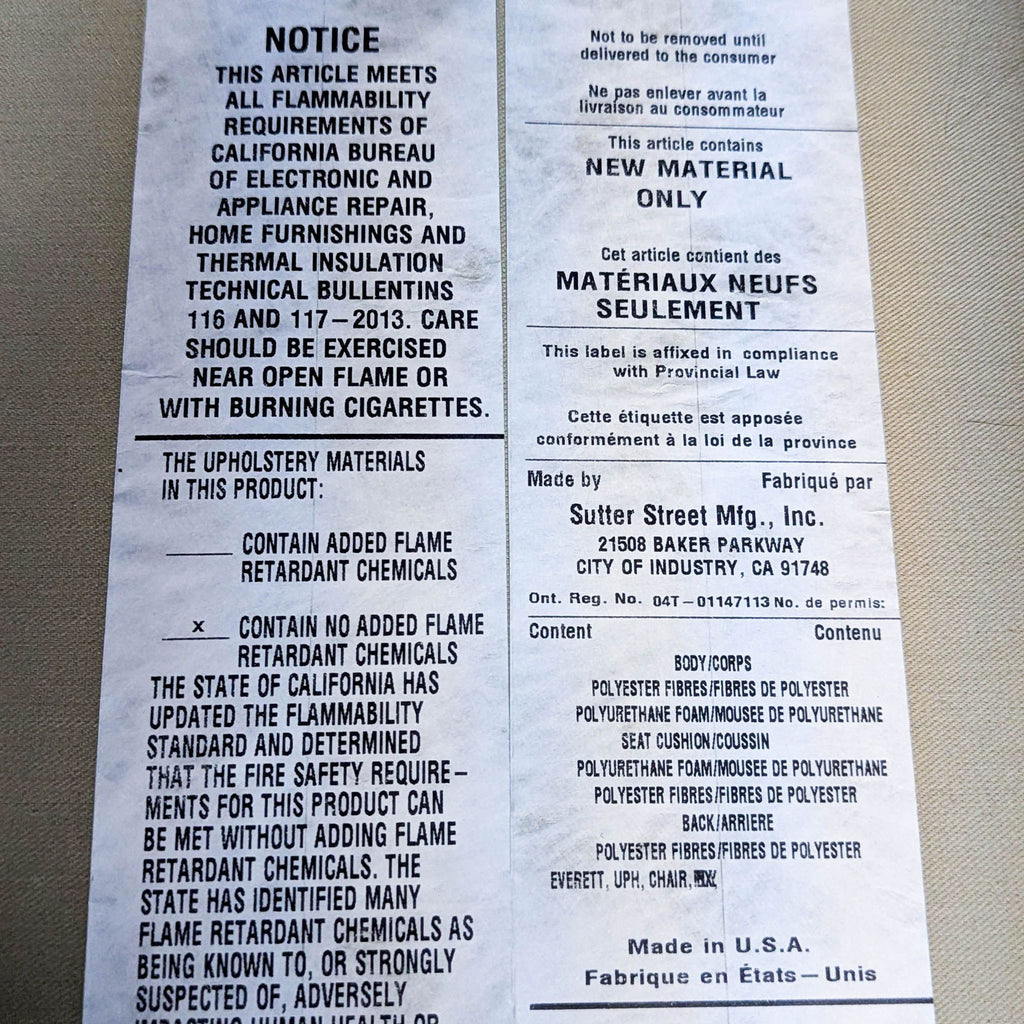 NOTICE
THIS ARTICLE MEETS
ALL FLAMMABILITY
REQUIREMENTS OF
CALIFORNIA BUREAU
OF ELECTRONIC AND
APPLIANCE REPAIR,
HOME FURNISHINGS AND
THERMAL INSULATION
TECHNICAL BULLENTINS
116 AND 117–2013. CARE
SHOULD BE EXERCISED
NEAR OPEN FLAME OR
WITH BURNING CIGARETTES.
THE UPHOLSTERY MATERIALS
IN THIS PRODUCT:
______ CONTAIN ADDED FLAME
RETARDANT CHEMICALS
___x___ CONTAIN NO ADDED FLAME
RETARDANT CHEMICALS
THE STATE OF CALIFORNIA HAS
UPDATED THE FLAMMABILITY
STANDARD AND DETERMINED
THAT THE FIRE SAFETY REQUIRE–
MENTS FOR THIS PRODUCT CAN
BE MET WITHOUT ADDING FLAME
RETARDANT CHEMICALS. THE
STATE HAS IDENTIFIED MANY
FLAME RETARDANT CHEMICALS AS
BEING KNOWN TO, OR STRONGLY
SUSPECTED OF, ADVERSELY
IMPACTING HUMAN HEALTH OR
Not to be removed until
delivered to the consumer
Ne pas enlever avant la
livraison au consommateur
This article contains
NEW MATERIAL
ONLY
Cet article contient des
MATÉRIAUX NEUFS
SEULEMENT
This label is affixed in compliance
with Provincial Law
Cette étiquette est apposée
conformément à la loi de la province
Made by Fabriqué par
Sutter Street Mfg., Inc.
21508 BAKER PARKWAY
CITY OF INDUSTRY, CA 91748
Ont. Reg. No. 04T–01147113 No. de permis:
Content Contenu
BODY/CORPS
POLYESTER FIBRES/FIBRES DE POLYESTER
POLYURETHANE FOAM/MOUSEE DE POLYURETHANE
SEAT CUSHION/COUSSIN
POLYURETHANE FOAM/MOUSEE DE POLYURETHANE
POLYESTER FIBRES/FIBRES DE POLYESTER
BACK/ARRIERE
POLYESTER FIBRES/FIBRES DE POLYESTER
EVERETT, UPH, CHAIR,
Made in U.S.A.
Fabrique en États–Unis